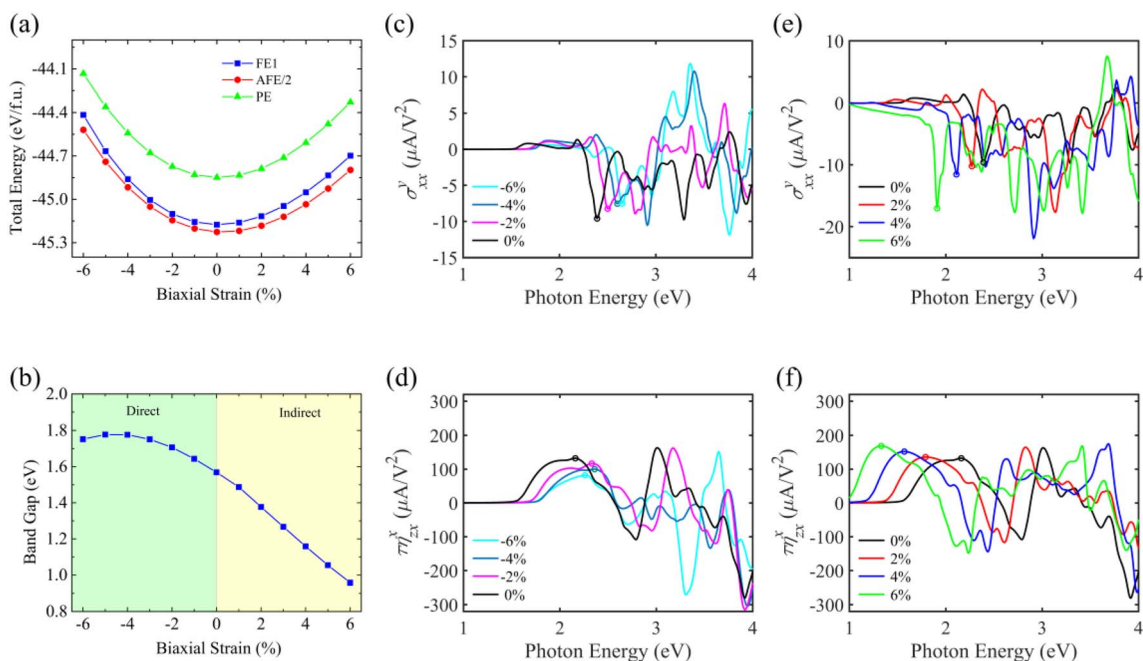 (a)
-44.1
-44.4
-44.7
-45.0
-45.3
Total Energy (eV/f.u.)
FE1
AFE/2
PE
-6 -4 -2 0 2 4 6
Biaxial Strain (%)
(c)
15
10
5
0
-5
-10
-15
σ^y_xx (μA/V²)
-6%
-4%
-2%
0%
1 2 3 4
Photon Energy (eV)
(e)
10
0
-10
-20
σ^y_xx (μA/V²)
0%
2%
4%
6%
1 2 3 4
Photon Energy (eV)
(b)
2.0
1.8
1.6
1.4
1.2
1.0
0.8
Band Gap (eV)
Direct
Indirect
-6 -4 -2 0 2 4 6
Biaxial Strain (%)
(d)
300
200
100
0
-100
-200
-300
τη^x_zx (μA/V²)
-6%
-4%
-2%
0%
1 2 3 4
Photon Energy (eV)
(f)
300
200
100
0
-100
-200
-300
τη^x_zx (μA/V²)
0%
2%
4%
6%
1 2 3 4
Photon Energy (eV)